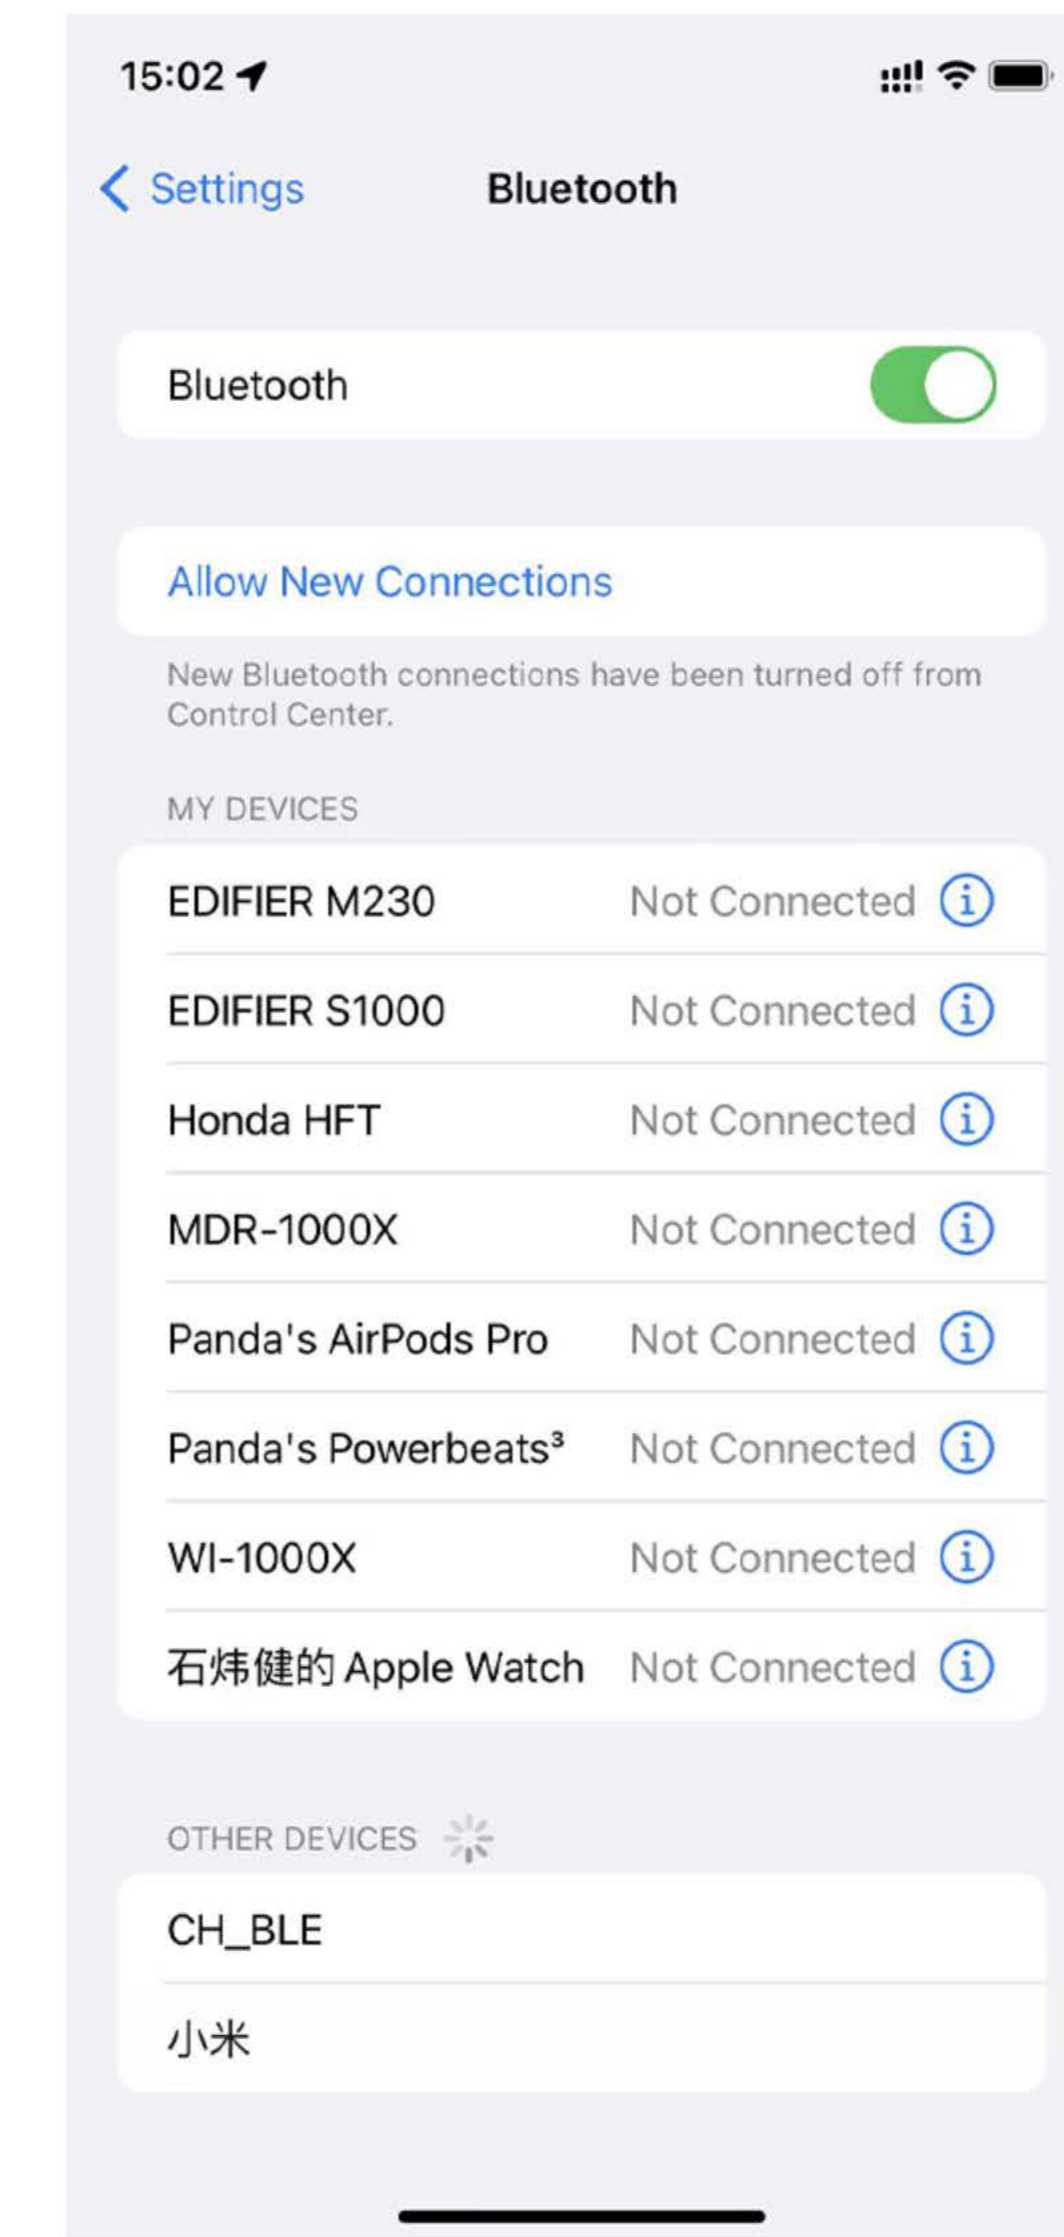 15:02
Settings
Bluetooth
Bluetooth
Allow New Connections
New Bluetooth connections have been turned off from
Control Center.
MY DEVICES
EDIFIER M230 Not Connected
EDIFIER S1000 Not Connected
Honda HFT Not Connected
MDR-1000X Not Connected
Panda's AirPods Pro Not Connected
Panda's Powerbeats³ Not Connected
WI-1000X Not Connected
石炜健的 Apple Watch Not Connected
OTHER DEVICES
CH_BLE
小米